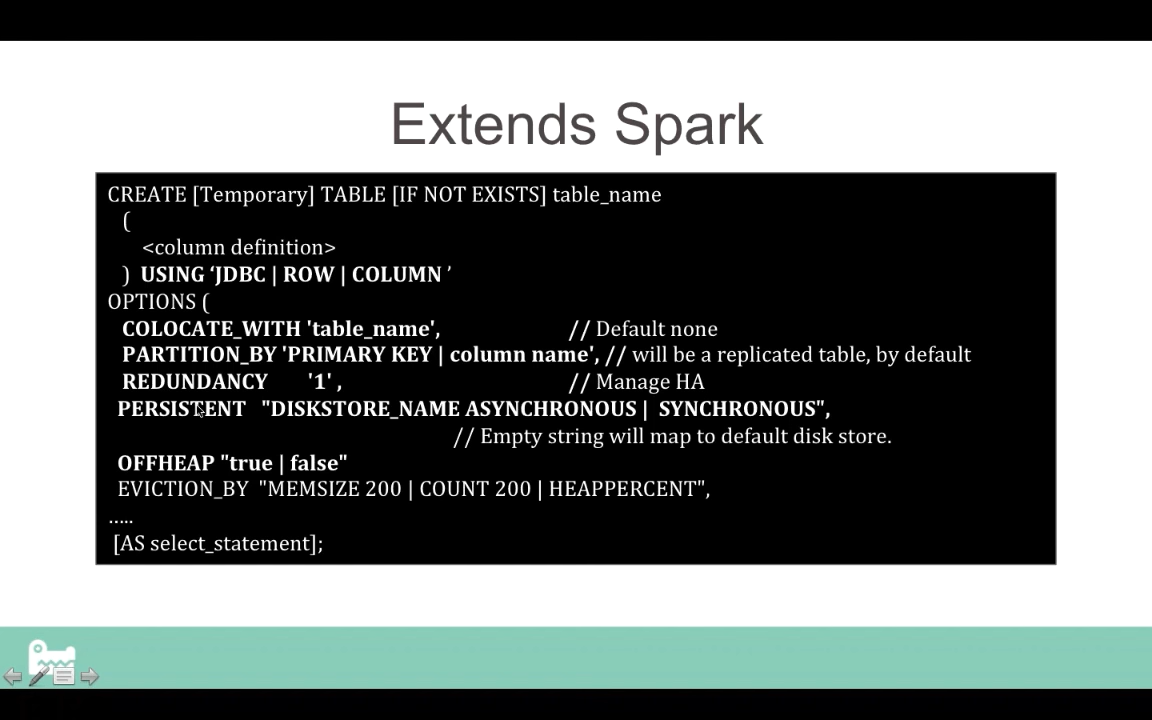 Extends Spark
CREATE [Temporary] TABLE [IF NOT EXISTS] table_name
(
<column definition>
) USING ‘JDBC | ROW | COLUMN ’
OPTIONS (
COLOCATE_WITH 'table_name', // Default none
PARTITION_BY 'PRIMARY KEY | column name', // will be a replicated table, by default
REDUNDANCY '1' , // Manage HA
PERSISTENT "DISKSTORE_NAME ASYNCHRONOUS | SYNCHRONOUS",
// Empty string will map to default disk store.
OFFHEAP "true | false"
EVICTION_BY "MEMSIZE 200 | COUNT 200 | HEAPPERCENT",
…..
[AS select_statement];